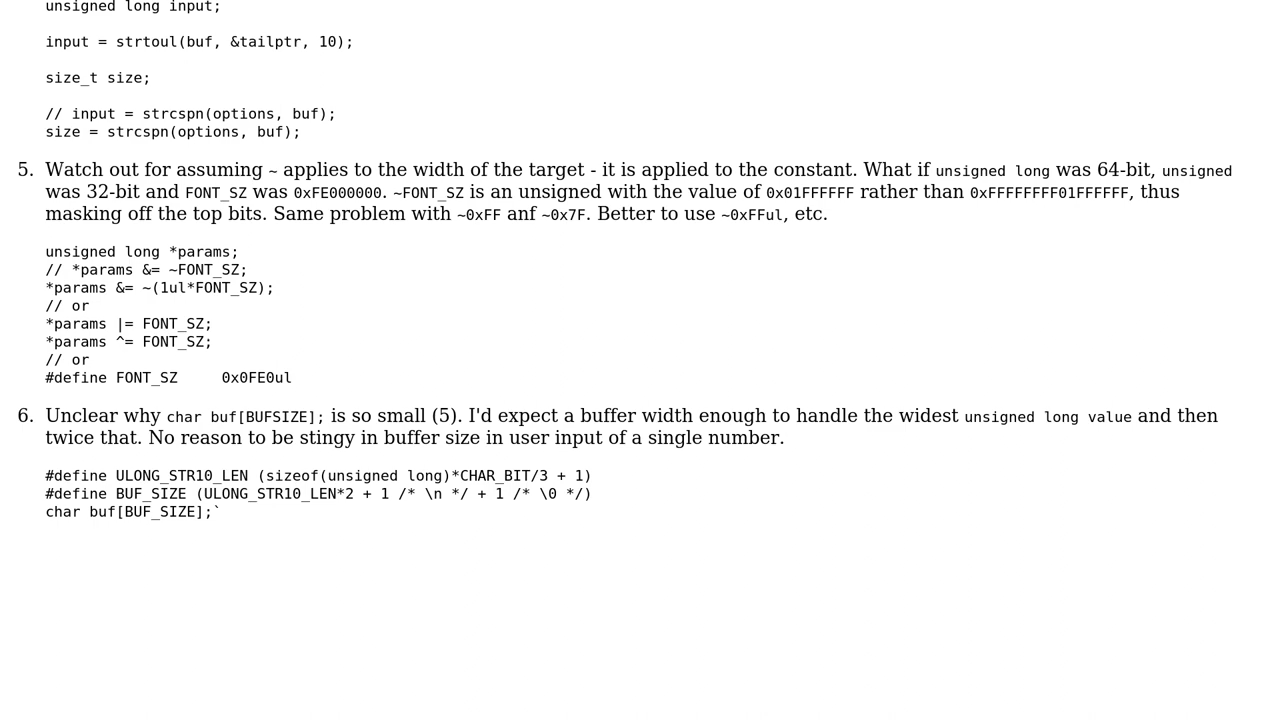 unsigned long input;
input = strtoul(buf, &tailptr, 10);
size_t size;
// input = strcspn(options, buf);
size = strcspn(options, buf);
5. Watch out for assuming ~ applies to the width of the target - it is applied to the constant. What if unsigned long was 64-bit, unsigned
was 32-bit and FONT_SZ was 0xFE000000. ~FONT_SZ is an unsigned with the value of 0x01FFFFFF rather than 0xFFFFFFFF01FFFFFF, thus
masking off the top bits. Same problem with ~0xFF anf ~0x7F. Better to use ~0xFFul, etc.
unsigned long *params;
// *params &= ~FONT_SZ;
*params &= ~(1ul*FONT_SZ);
// or
*params |= FONT_SZ;
*params ^= FONT_SZ;
// or
#define FONT_SZ     0x0FE0ul
6. Unclear why char buf[BUFSIZE]; is so small (5). I'd expect a buffer width enough to handle the widest unsigned long value and then
twice that. No reason to be stingy in buffer size in user input of a single number.
#define ULONG_STR10_LEN (sizeof(unsigned long)*CHAR_BIT/3 + 1)
#define BUF_SIZE (ULONG_STR10_LEN*2 + 1 /* \n */ + 1 /* \0 */)
char buf[BUF_SIZE];`